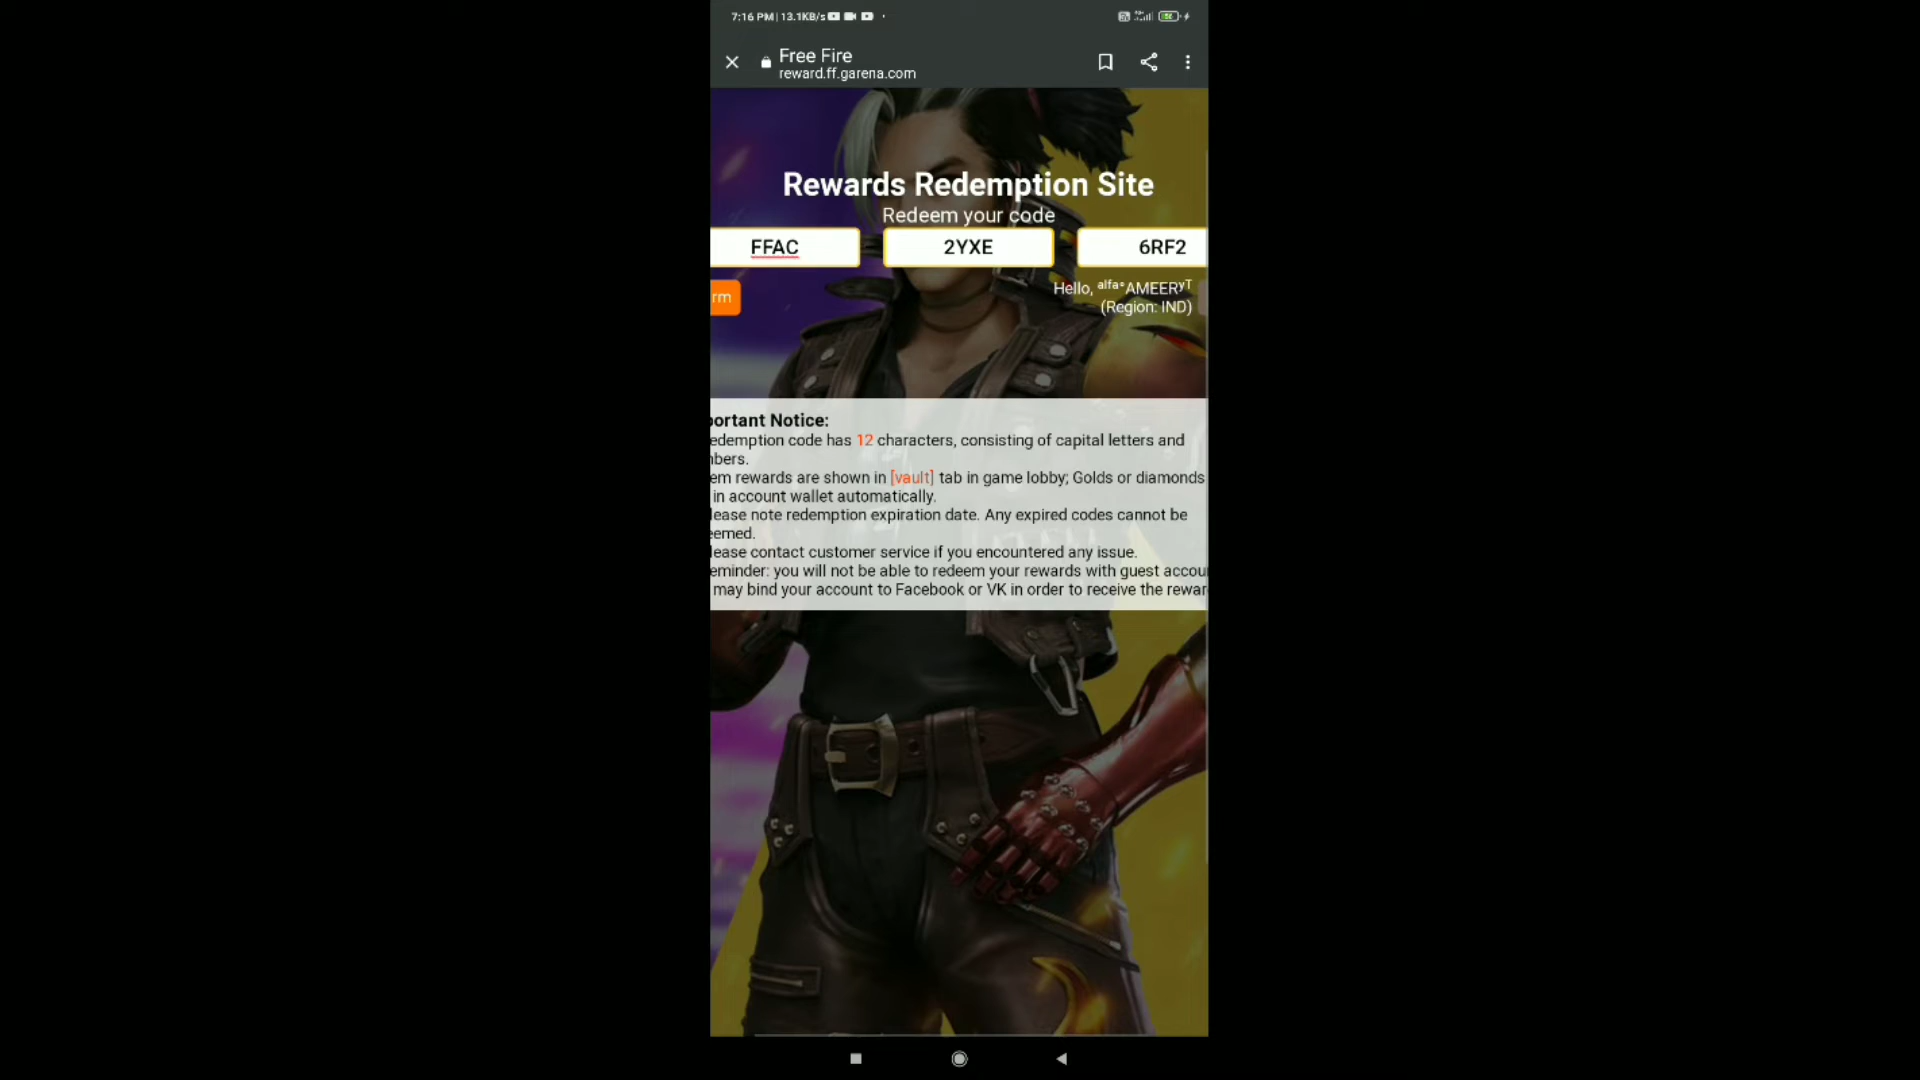 7:16 PM | 13.1KB/s
Free Fire
reward.ff.garena.com
Rewards Redemption Site
Redeem your code
FFAC 2YXE 6RF2
rm
Hello, alfa°AMEERyT
(Region: IND)
portant Notice:
edemption code has 12 characters, consisting of capital letters and
bers.
em rewards are shown in [vault] tab in game lobby; Golds or diamonds
in account wallet automatically.
lease note redemption expiration date. Any expired codes cannot be
eemed.
lease contact customer service if you encountered any issue.
eminder: you will not be able to redeem your rewards with guest accou
may bind your account to Facebook or VK in order to receive the rewar